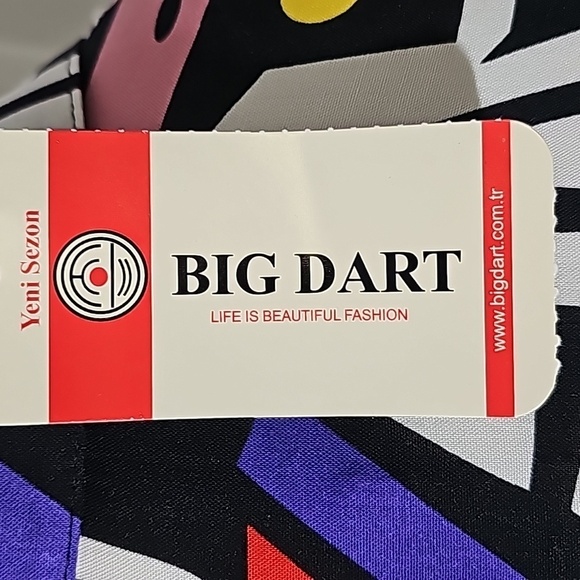 Yeni Sezon
BIG DART
LIFE IS BEAUTIFUL FASHION
www.bigdart.com.tr